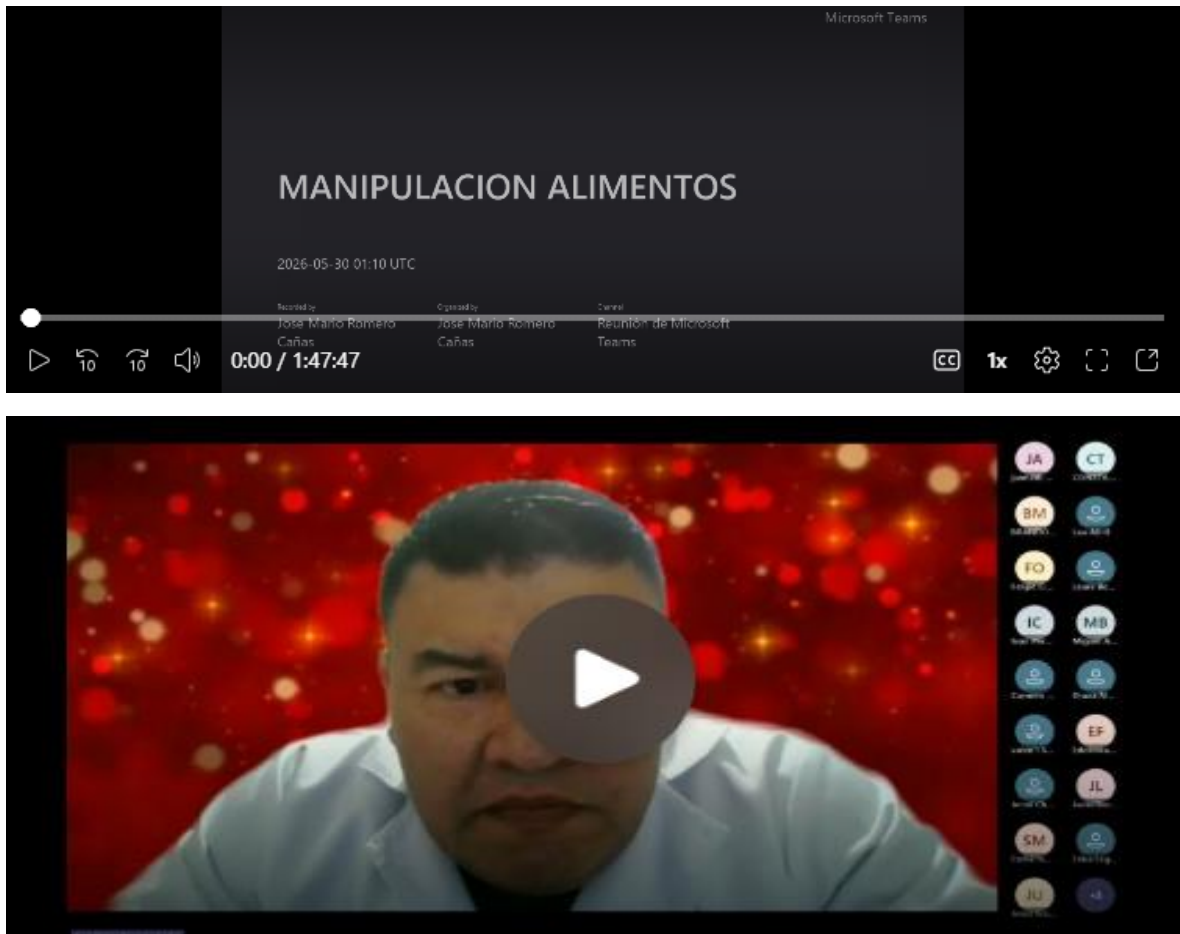 Microsoft Teams
MANIPULACION ALIMENTOS
2026-05-30 01:10 UTC
Recorded by
Organized by
Channel
Jose Mario Romero Cañas
Jose Mario Romero Cañas
Reunión de Microsoft Teams
10
10
0:00 / 1:47:47
CC
1x
JA
CT
BM
FO
IC
MB
EF
JL
SM
JU